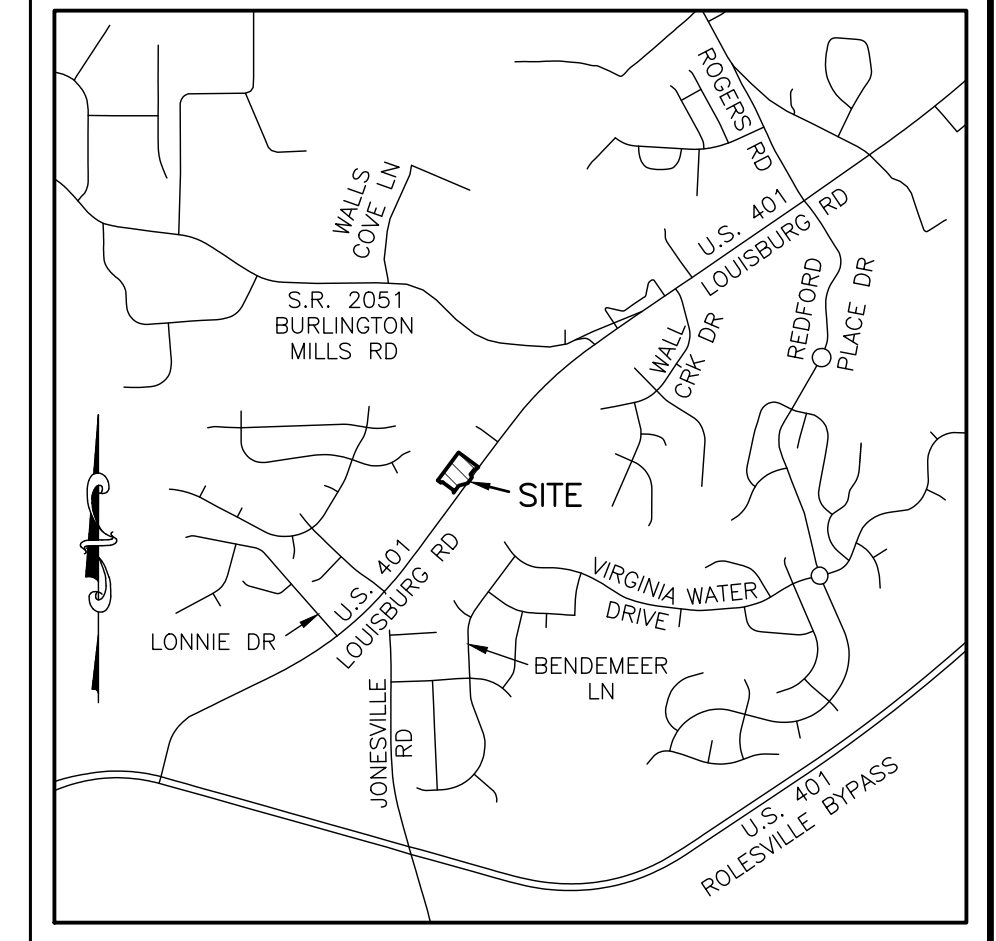 ROGERS RD
WALLS
COVE LN
U.S. 401
LOUISBURG RD
S.R. 2051
BURLINGTON
MILLS RD
REDFORD
PLACE DR
WALL
CRK DR
SITE
U.S. 401
LOUISBURG RD
VIRGINIA WATER
DRIVE
LONNIE DR
BENDEMEER
LN
JONESVILLE
RD
U.S. 401
ROLESVILLE BYPASS